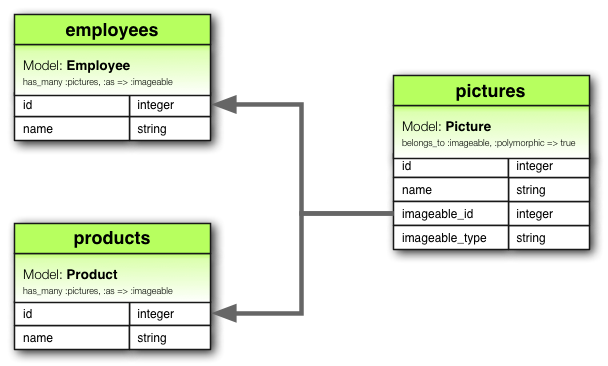 employees
Model: Employee
has_many :pictures, :as => :imageable
id integer
name string
pictures
Model: Picture
belongs_to :imageable, :polymorphic => true
id integer
name string
imageable_id integer
imageable_type string
products
Model: Product
has_many :pictures, :as => :imageable
id integer
name string